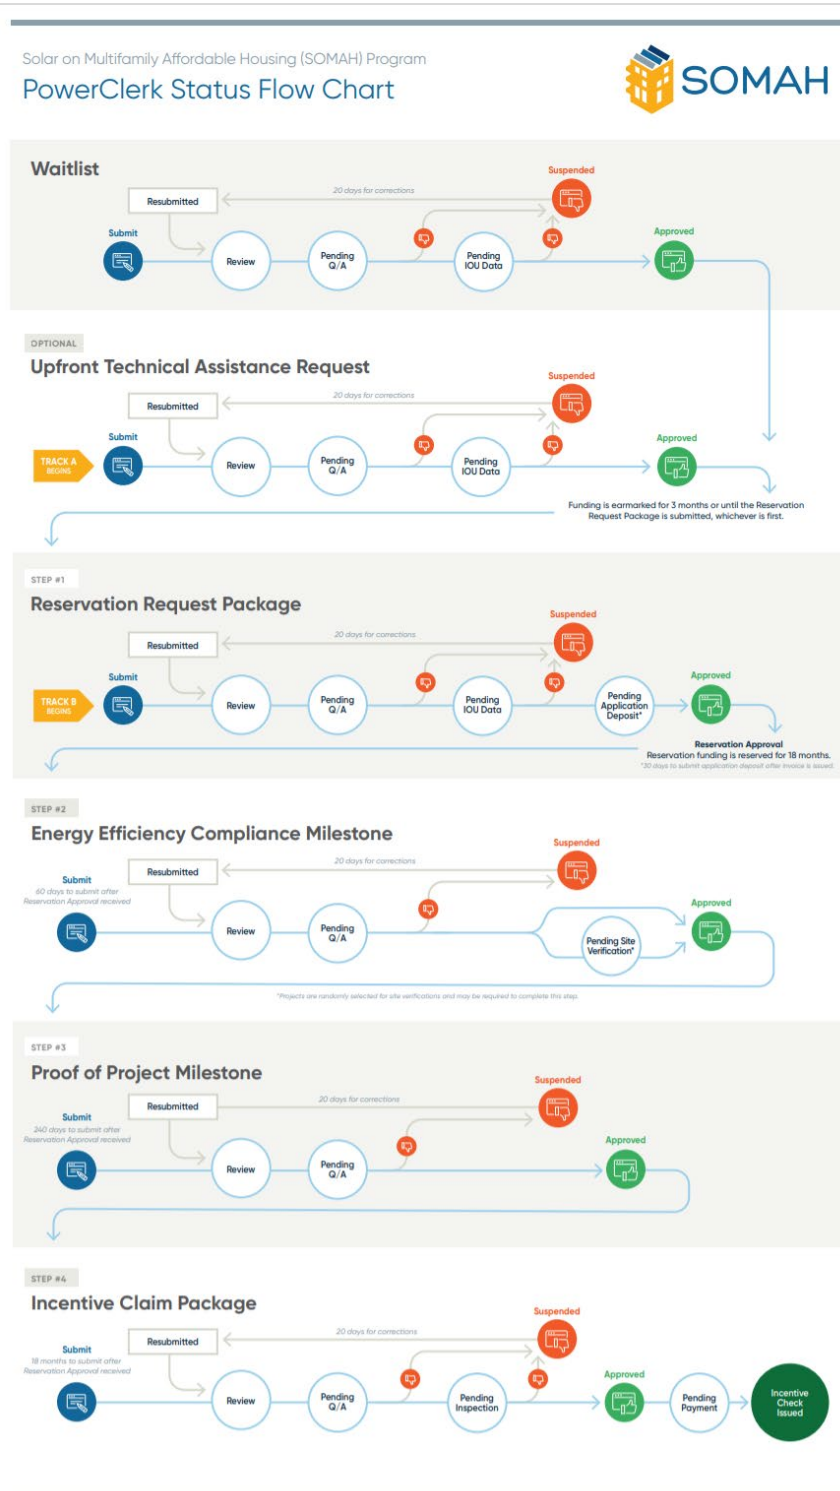 Solar on Multifamily Affordable Housing (SOMAH) Program
PowerClerk Status Flow Chart
SOMAH
Waitlist
Suspended
20 days for corrections
Resubmitted
Submit
Approved
Review
Pending
Q/A
Pending
IOU Data
OPTIONAL
Upfront Technical Assistance Request
Suspended
20 days for corrections
Resubmitted
Submit
Approved
TRACK A
BEGINS
Review
Pending
Q/A
Pending
IOU Data
Funding is earmarked for 3 months or until the Reservation
Request Package is submitted, whichever is first.
STEP #1
Reservation Request Package
Suspended
20 days for corrections
Resubmitted
Submit
Approved
TRACK B
BEGINS
Review
Pending
Q/A
Pending
IOU Data
Pending
Application
Deposit*
Reservation Approval
Reservation funding is reserved for 18 months.
*30 days to submit application deposit after invoice is issued.
STEP #2
Energy Efficiency Compliance Milestone
Suspended
20 days for corrections
Resubmitted
Submit
60 days to submit after
Reservation Approval received
Approved
Review
Pending
Q/A
Pending Site
Verification*
*Projects are randomly selected for site verifications and may be required to complete this step.
STEP #3
Proof of Project Milestone
Suspended
20 days for corrections
Resubmitted
Submit
240 days to submit after
Reservation Approval received
Approved
Review
Pending
Q/A
STEP #4
Incentive Claim Package
Suspended
20 days for corrections
Resubmitted
Submit
18 months to submit after
Reservation Approval received
Approved
Review
Pending
Q/A
Pending
Inspection
Pending
Payment
Incentive
Check
Issued